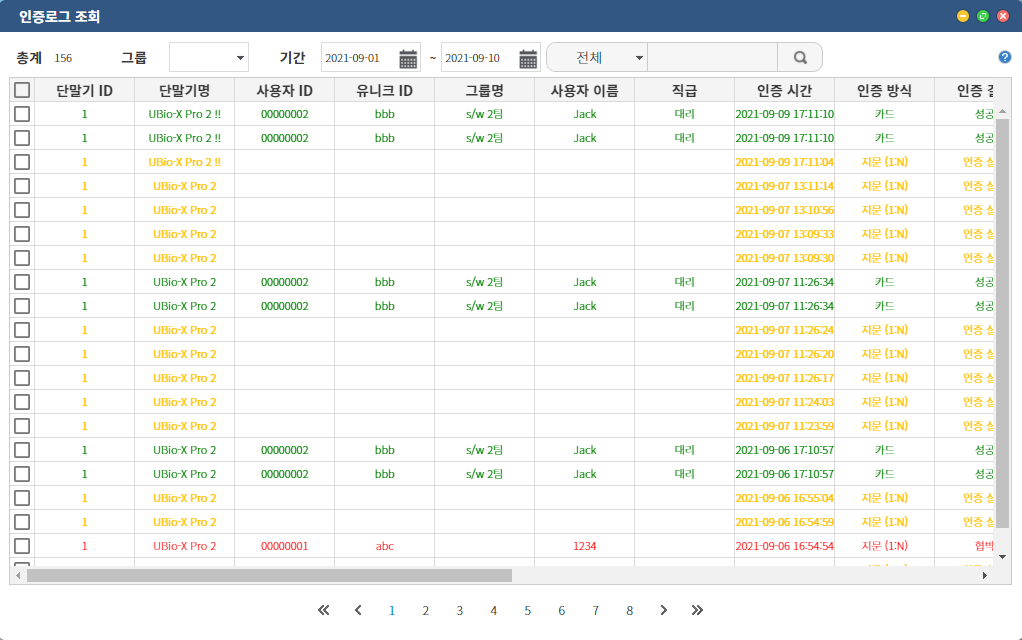 인증로그 조회
총계 156 그룹 기간 2021-09-01 ~ 2021-09-10 전체
단말기 ID 단말기명 사용자 ID 유니크 ID 그룹명 사용자 이름 직급 인증 시간 인증 방식 인증
1 UBio-X Pro 2 !! 00000002 bbb s/w 2팀 Jack 대리 2021-09-09 17:11:10 카드 성공
1 UBio-X Pro 2 !! 00000002 bbb s/w 2팀 Jack 대리 2021-09-09 17:11:10 카드 성공
1 UBio-X Pro 2 !! 2021-09-09 17:11:04 지문 (1:N) 인증
1 UBio-X Pro 2 2021-09-07 13:11:14 지문 (1:N) 인증
1 UBio-X Pro 2 2021-09-07 13:10:56 지문 (1:N) 인증
1 UBio-X Pro 2 2021-09-07 13:09:33 지문 (1:N) 인증
1 UBio-X Pro 2 2021-09-07 13:09:30 지문 (1:N) 인증
1 UBio-X Pro 2 00000002 bbb s/w 2팀 Jack 대리 2021-09-07 11:26:34 카드 성공
1 UBio-X Pro 2 00000002 bbb s/w 2팀 Jack 대리 2021-09-07 11:26:34 카드 성공
1 UBio-X Pro 2 2021-09-07 11:26:24 지문 (1:N) 인증
1 UBio-X Pro 2 2021-09-07 11:26:20 지문 (1:N) 인증
1 UBio-X Pro 2 2021-09-07 11:26:17 지문 (1:N) 인증
1 UBio-X Pro 2 2021-09-07 11:24:03 지문 (1:N) 인증
1 UBio-X Pro 2 2021-09-07 11:23:59 지문 (1:N) 인증
1 UBio-X Pro 2 00000002 bbb s/w 2팀 Jack 대리 2021-09-06 17:10:57 카드 성공
1 UBio-X Pro 2 00000002 bbb s/w 2팀 Jack 대리 2021-09-06 17:10:57 카드 성공
1 UBio-X Pro 2 2021-09-06 16:55:04 지문 (1:N) 인증
1 UBio-X Pro 2 2021-09-06 16:54:59 지문 (1:N) 인증
1 UBio-X Pro 2 00000001 abc 1234 2021-09-06 16:54:54 지문 (1:N) 협박
1 2 3 4 5 6 7 8